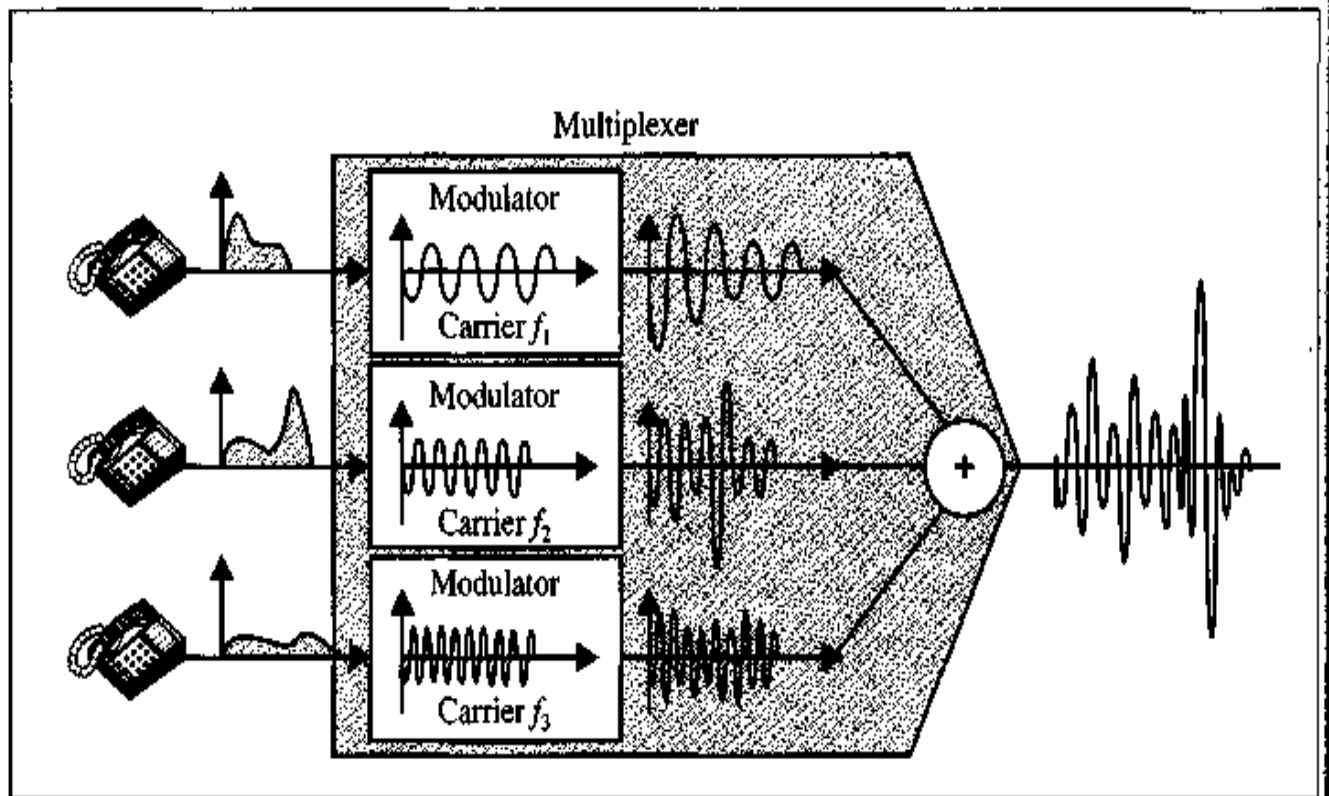 Multiplexer
Modulator
Carrier f1
Modulator
Carrier f2
+
Modulator
Carrier f3